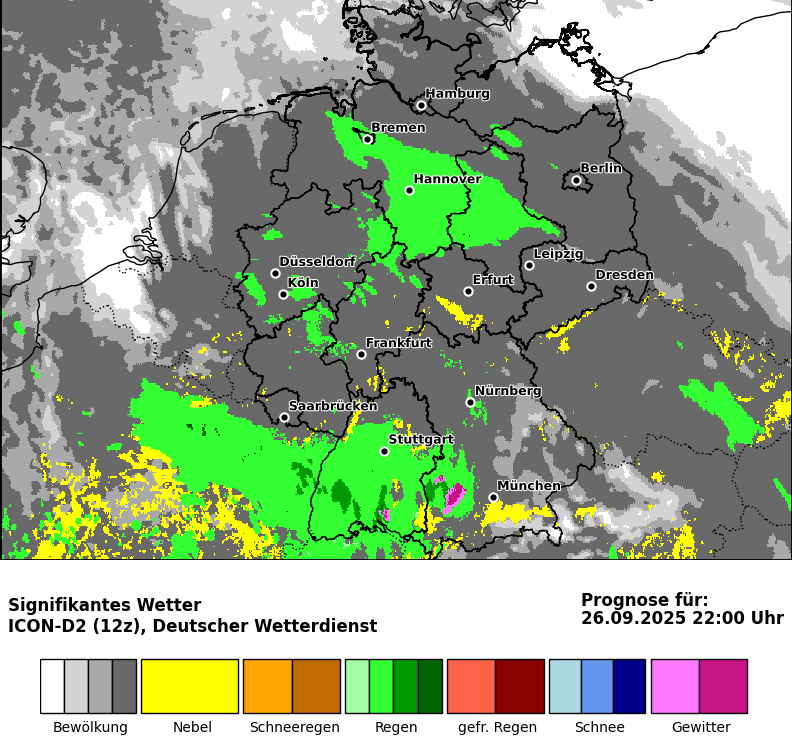 Hamburg
Bremen
Berlin
Hannover
Düsseldorf
Leipzig
Köln
Erfurt
Dresden
Frankfurt
Nürnberg
Saarbrücken
Stuttgart
München
Signifikantes Wetter
ICON-D2 (12z), Deutscher Wetterdienst
Prognose für:
26.09.2025 22:00 Uhr
Bewölkung Nebel Schneeregen Regen gefr. Regen Schnee Gewitter